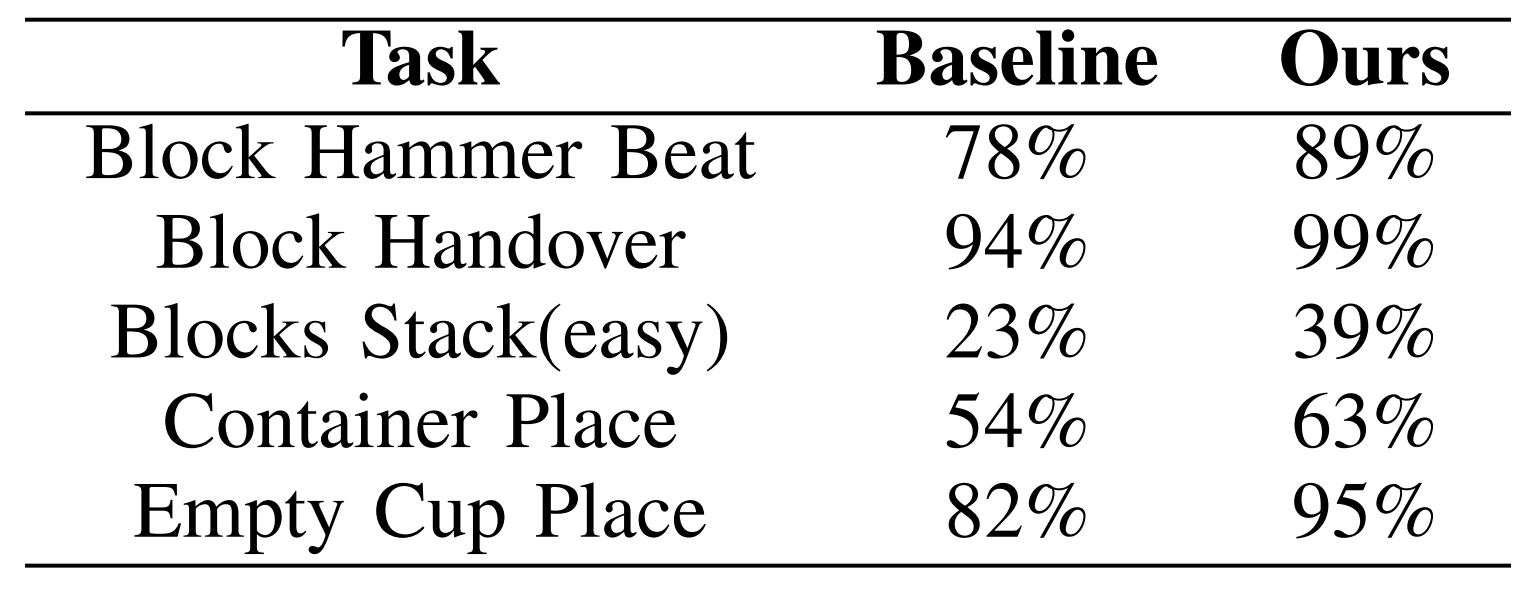 Task Baseline Ours
Block Hammer Beat 78% 89%
Block Handover 94% 99%
Blocks Stack(easy) 23% 39%
Container Place 54% 63%
Empty Cup Place 82% 95%